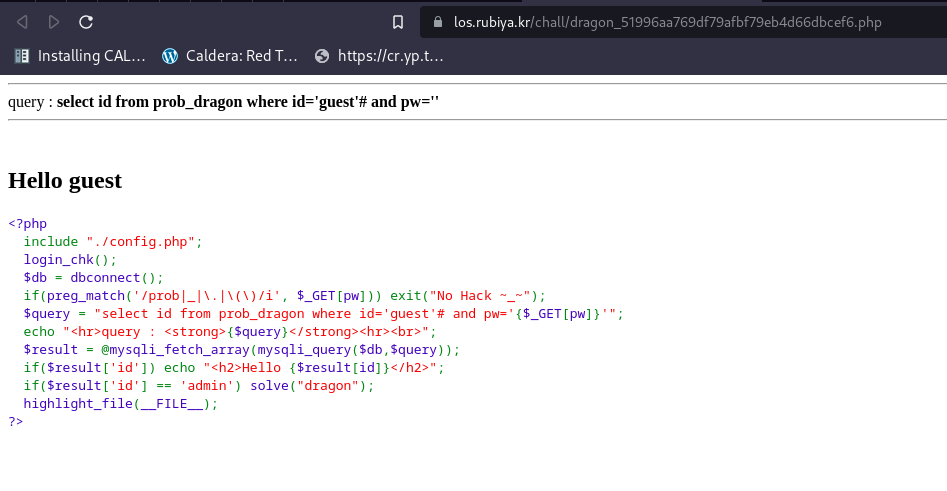 los.rubiya.kr/chall/dragon_51996aa769df79afbf79eb4d66dbcef6.php
Installing CAL... Caldera: Red T... https://cr.yp.t...
query : select id from prob_dragon where id='guest'# and pw=''
Hello guest
<?php
  include "./config.php";
  login_chk();
  $db = dbconnect();
  if(preg_match('/prob|_|\.|\(\)/i', $_GET[pw])) exit("No Hack ~_~");
  $query = "select id from prob_dragon where id='guest'# and pw='{$_GET[pw]}'";
  echo "<hr>query : <strong>{$query}</strong><hr><br>";
  $result = @mysqli_fetch_array(mysqli_query($db,$query));
  if($result['id']) echo "<h2>Hello {$result[id]}</h2>";
  if($result['id'] == 'admin') solve("dragon");
  highlight_file(__FILE__);
?>